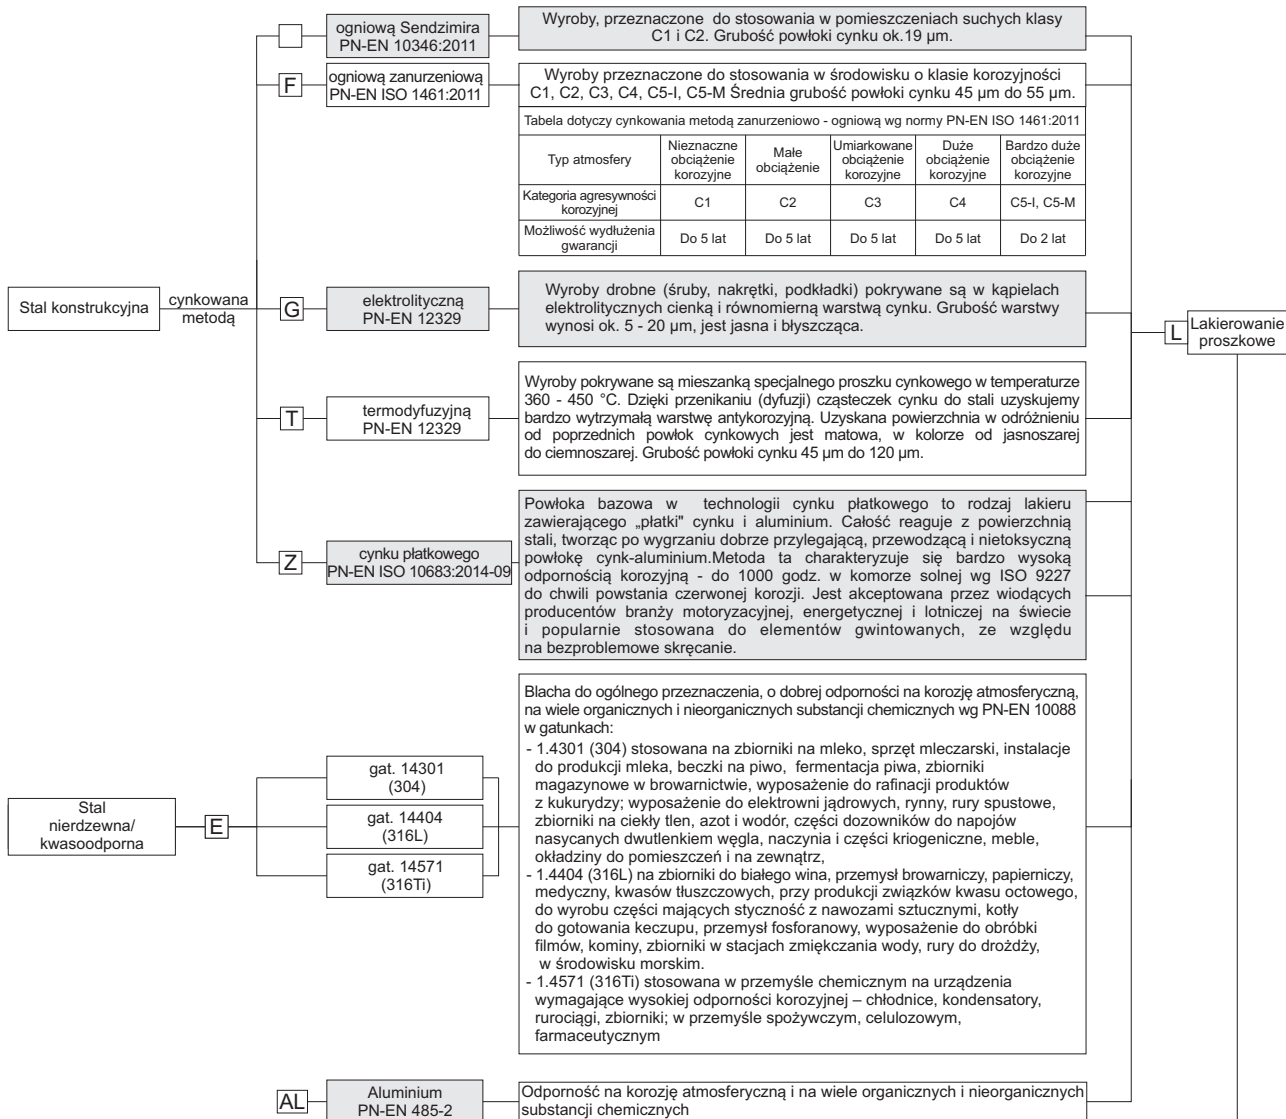 ogniową Sendzimira
PN-EN 10346:2011
Wyroby, przeznaczone do stosowania w pomieszczeniach suchych klasy
C1 i C2. Grubość powłoki cynku ok.19 µm.
F
ogniową zanurzeniową
PN-EN ISO 1461:2011
Wyroby przeznaczone do stosowania w środowisku o klasie korozyjności
C1, C2, C3, C4, C5-I, C5-M Średnia grubość powłoki cynku 45 µm do 55 µm.
Tabela dotyczy cynkowania metodą zanurzeniowo - ogniową wg normy PN-EN ISO 1461:2011
Typ atmosfery
Nieznaczne
obciążenie
korozyjne
Małe
obciążenie
Umiarkowane
obciążenie
korozyjne
Duże
obciążenie
korozyjne
Bardzo duże
obciążenie
korozyjne
Kategoria agresywności
korozyjnej
C1
C2
C3
C4
C5-I, C5-M
Możliwość wydłużenia
gwarancji
Do 5 lat
Do 5 lat
Do 5 lat
Do 5 lat
Do 2 lat
Stal konstrukcyjna
cynkowana
metodą
G
elektrolityczną
PN-EN 12329
Wyroby drobne (śruby, nakrętki, podkładki) pokrywane są w kąpielach
elektrolitycznych cienką i równomierną warstwą cynku. Grubość warstwy
wynosi ok. 5 - 20 µm, jest jasna i błyszcząca.
L
Lakierowanie
proszkowe
T
termodyfuzyjną
PN-EN 12329
Wyroby pokrywane są mieszanką specjalnego proszku cynkowego w temperaturze
360 - 450 °C. Dzięki przenikaniu (dyfuzji) cząsteczek cynku do stali uzyskujemy
bardzo wytrzymałą warstwę antykorozyjną. Uzyskana powierzchnia w odróżnieniu
od poprzednich powłok cynkowych jest matowa, w kolorze od jasnoszarej
do ciemnoszarej. Grubość powłoki cynku 45 µm do 120 µm.
Z
cynku płatkowego
PN-EN ISO 10683:2014-09
Powłoka bazowa w technologii cynku płatkowego to rodzaj lakieru
zawierającego „płatki" cynku i aluminium. Całość reaguje z powierzchnią
stali, tworząc po wygrzaniu dobrze przylegającą, przewodzącą i nietoksyczną
powłokę cynk-aluminium.Metoda ta charakteryzuje się bardzo wysoką
odpornością korozyjną - do 1000 godz. w komorze solnej wg ISO 9227
do chwili powstania czerwonej korozji. Jest akceptowana przez wiodących
producentów branży motoryzacyjnej, energetycznej i lotniczej na świecie
i popularnie stosowana do elementów gwintowanych, ze względu
na bezproblemowe skręcanie.
Stal
nierdzewna/
kwasoodporna
E
gat. 14301
(304)
gat. 14404
(316L)
gat. 14571
(316Ti)
Blacha do ogólnego przeznaczenia, o dobrej odporności na korozję atmosferyczną,
na wiele organicznych i nieorganicznych substancji chemicznych wg PN-EN 10088
w gatunkach:
- 1.4301 (304) stosowana na zbiorniki na mleko, sprzęt mleczarski, instalacje
do produkcji mleka, beczki na piwo, fermentacja piwa, zbiorniki
magazynowe w browarnictwie, wyposażenie do rafinacji produktów
z kukurydzy; wyposażenie do elektrowni jądrowych, rynny, rury spustowe,
zbiorniki na ciekły tlen, azot i wodór, części dozowników do napojów
nasycanych dwutlenkiem węgla, naczynia i części kriogeniczne, meble,
okładziny do pomieszczeń i na zewnątrz,
- 1.4404 (316L) na zbiorniki do białego wina, przemysł browarniczy, papierniczy,
medyczny, kwasów tłuszczowych, przy produkcji związków kwasu octowego,
do wyrobu części mających styczność z nawozami sztucznymi, kotły
do gotowania keczupu, przemysł fosforanowy, wyposażenie do obróbki
filmów, kominy, zbiorniki w stacjach zmiękczania wody, rury do drożdży,
w środowisku morskim.
- 1.4571 (316Ti) stosowana w przemyśle chemicznym na urządzenia
wymagające wysokiej odporności korozyjnej – chłodnice, kondensatory,
rurociągi, zbiorniki; w przemyśle spożywczym, celulozowym,
farmaceutycznym
AL
Aluminium
PN-EN 485-2
Odporność na korozję atmosferyczną i na wiele organicznych i nieorganicznych
substancji chemicznych